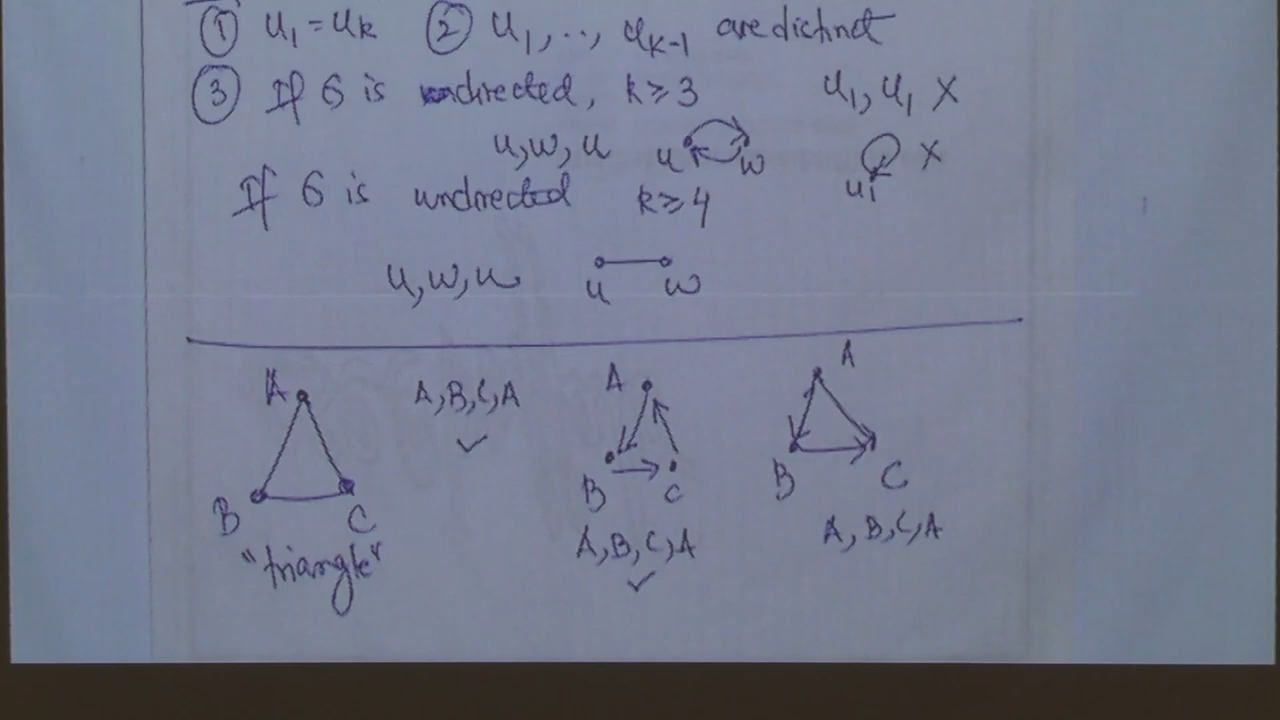 ① u1 = uk ② u1, .., uk-1 are distinct
③ If G is undirected, k ≥ 3 u1, u1 X
u, w, u u w u1 X
If G is undirected k ≥ 4
u, w, u u w
A A, B, C, A ✓ A A
B C B C B C
"triangle" A, B, C, A ✓ A, B, C, A